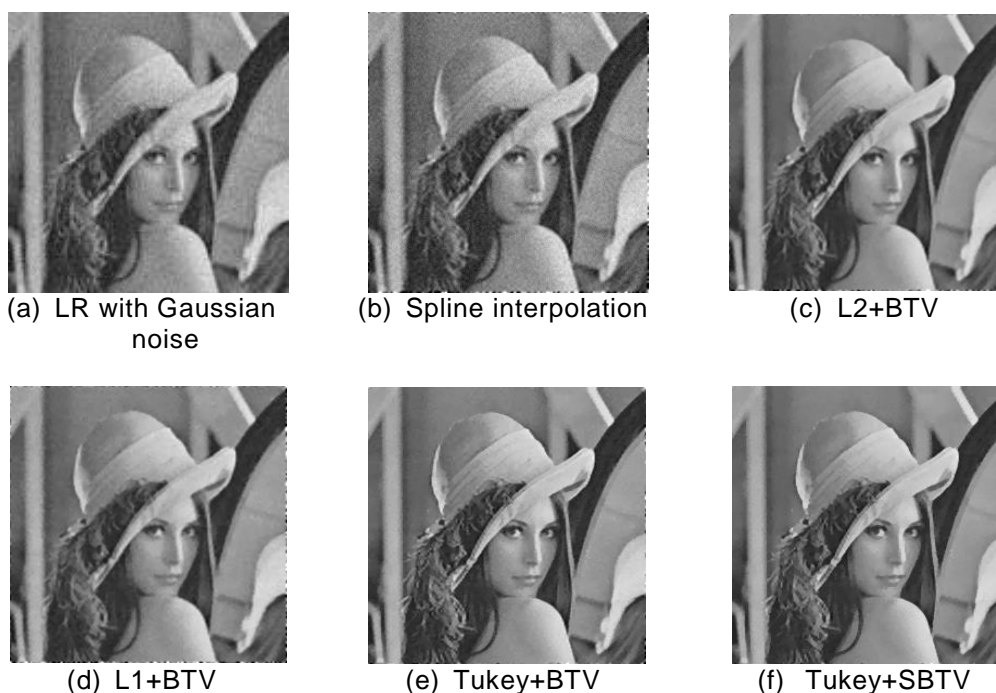 (a) LR with Gaussian
noise
(b) Spline interpolation
(c) L2+BTV
(d) L1+BTV
(e) Tukey+BTV
(f) Tukey+SBTV